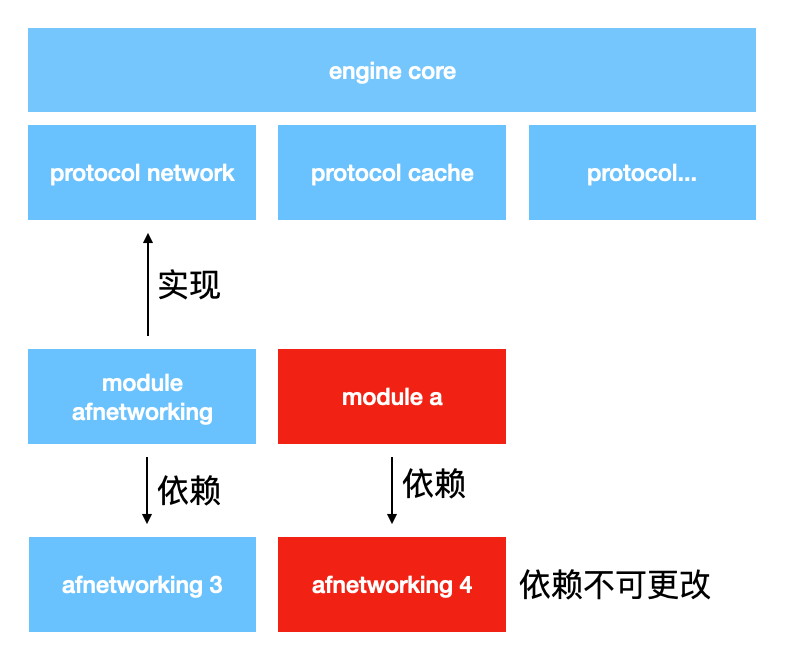 engine core
protocol network
protocol cache
protocol...
实现
module
afnetworking
module a
依赖
依赖
afnetworking 3
afnetworking 4
依赖不可更改